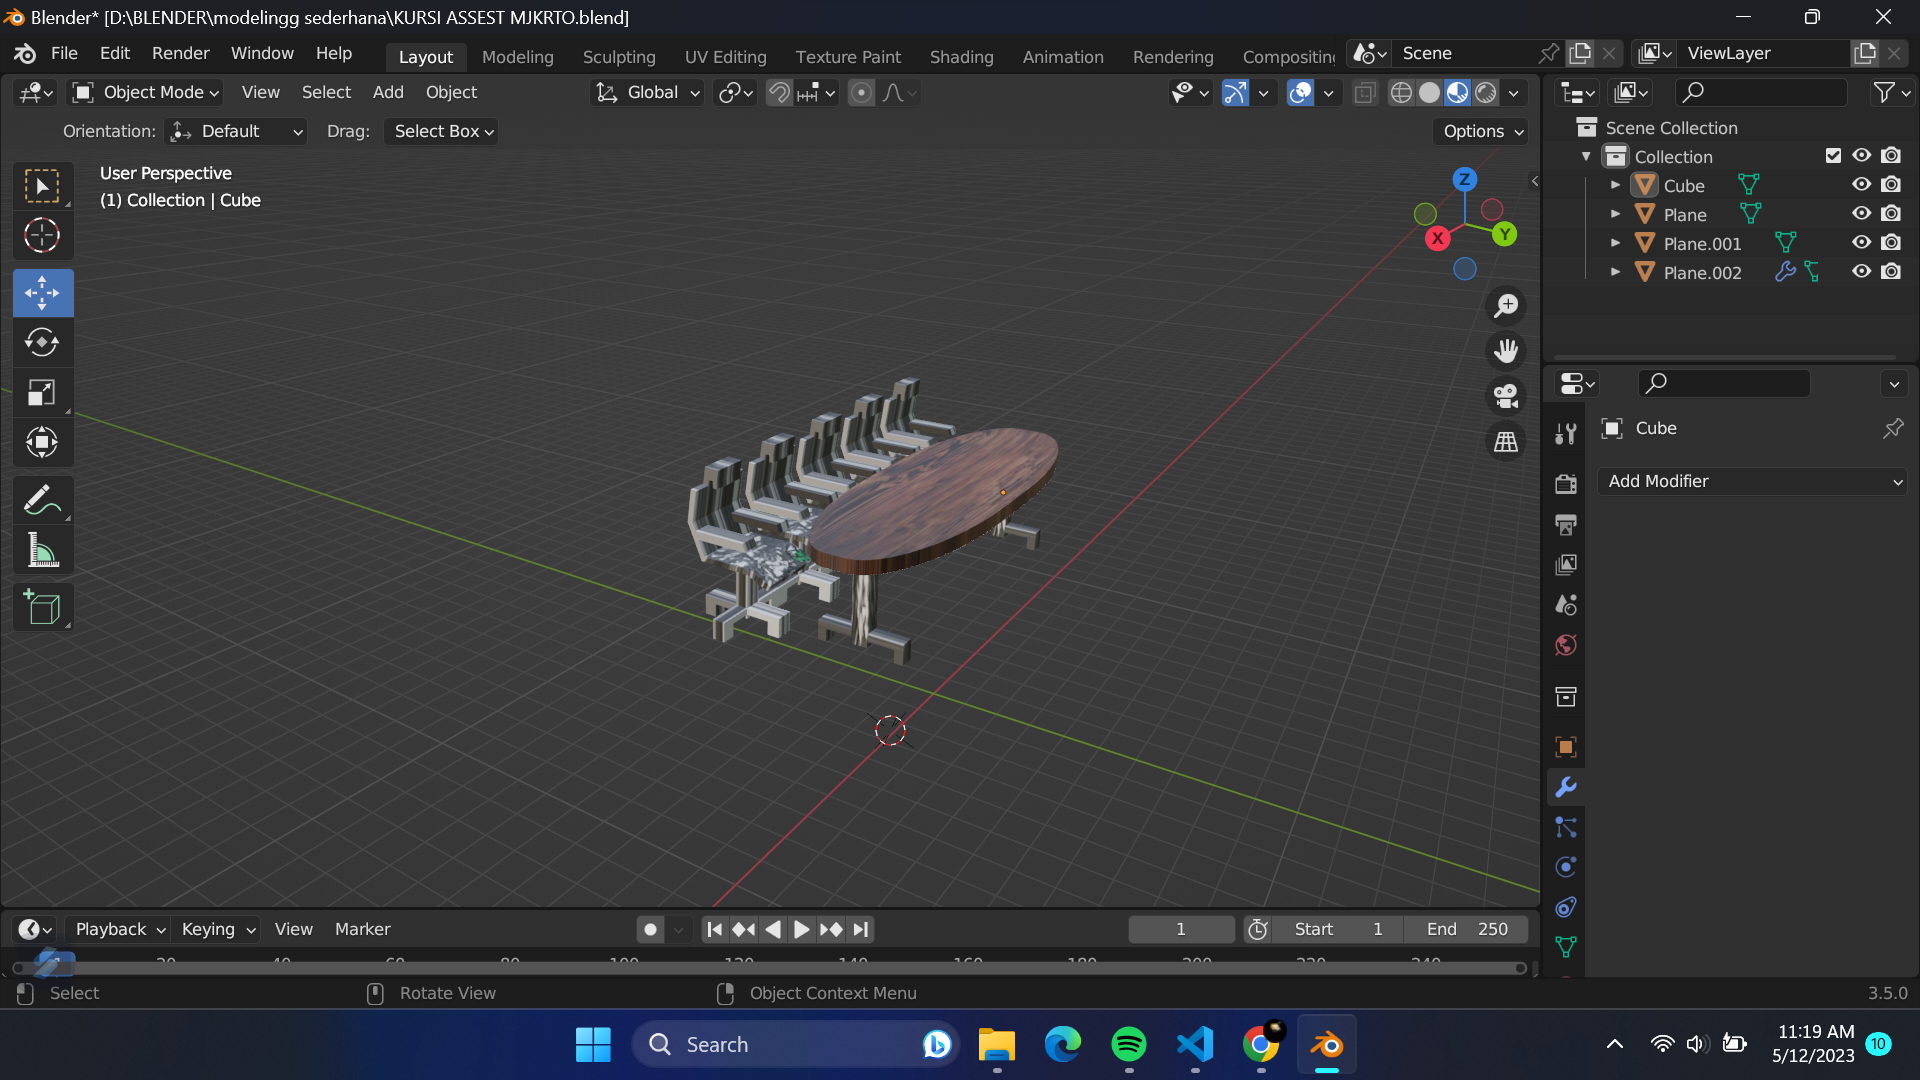 Blender* [D:\BLENDER\modelingg sederhana\KURSI ASSEST MJKRTO.blend]
File Edit Render Window Help Layout Modeling Sculpting UV Editing Texture Paint Shading Animation Rendering Scene ViewLayer
Object Mode View Select Add Object Global
Orientation: Default Drag: Select Box Options
User Perspective
(1) Collection | Cube
Z
X
Y
Scene Collection
Collection
Cube
Plane
Plane.001
Plane.002
Cube
Add Modifier
Playback Keying View Marker 1 Start 1 End 250
Select Rotate View Object Context Menu 3.5.0
Search
11:19 AM
5/12/2023
10